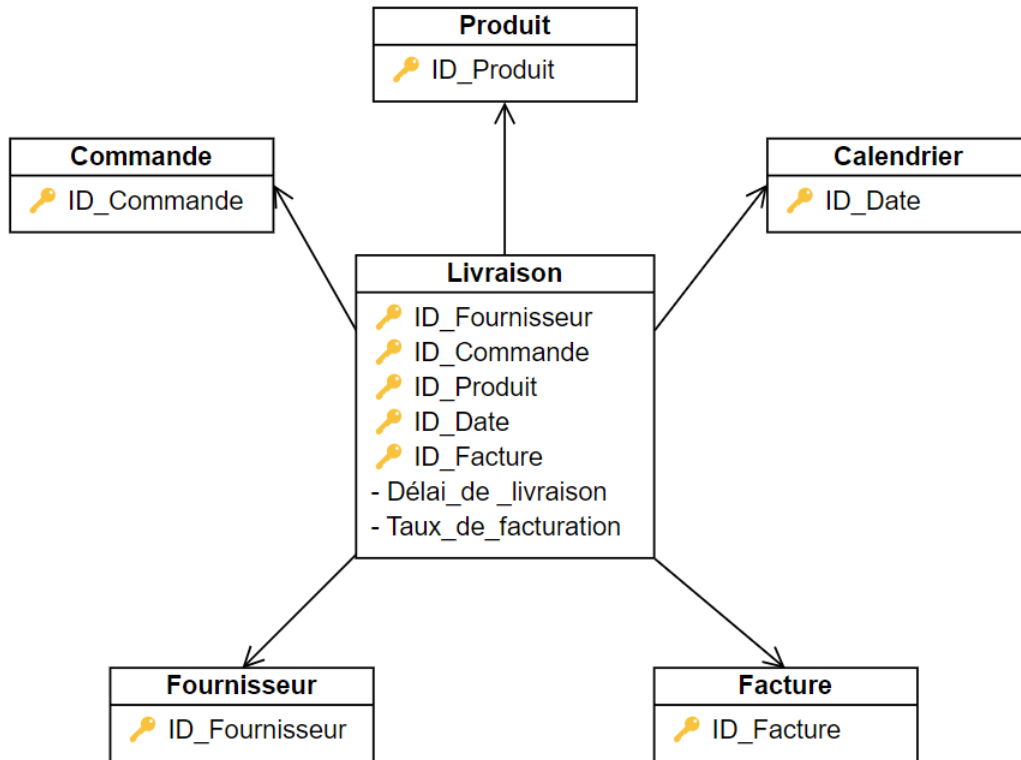 Produit
ID_Produit
Commande
ID_Commande
Calendrier
ID_Date
Livraison
ID_Fournisseur
ID_Commande
ID_Produit
ID_Date
ID_Facture
- Délai_de _livraison
- Taux_de_facturation
Fournisseur
ID_Fournisseur
Facture
ID_Facture